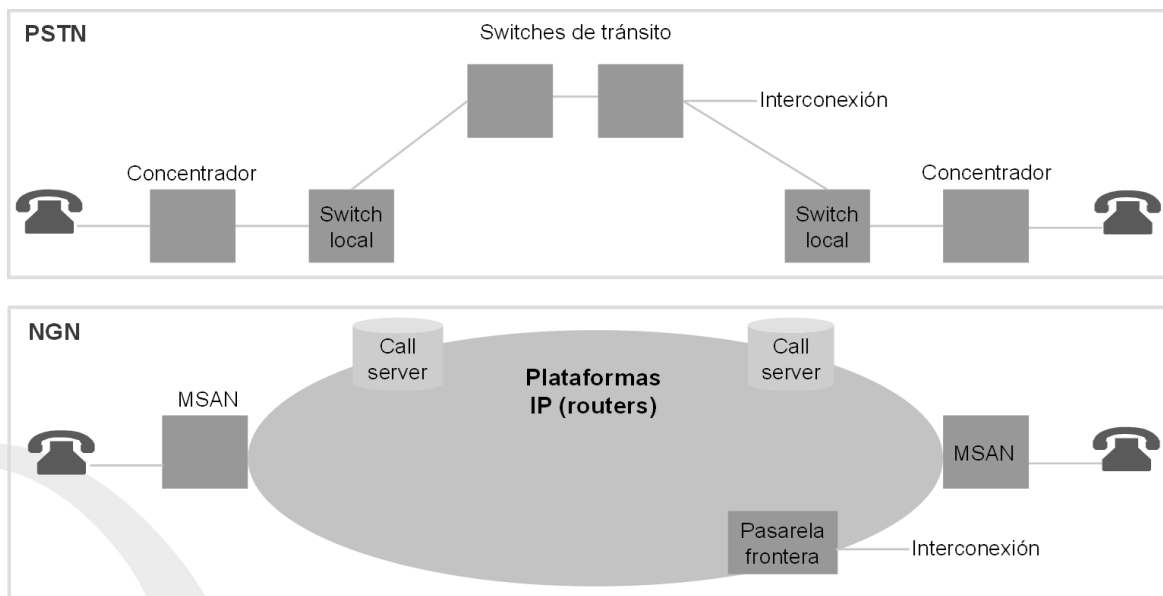 PSTN
Switches de tránsito
Interconexión
Concentrador
Concentrador
Switch
local
Switch
local
NGN
Call
server
Call
server
Plataformas
IP (routers)
MSAN
MSAN
Pasarela
frontera
Interconexión